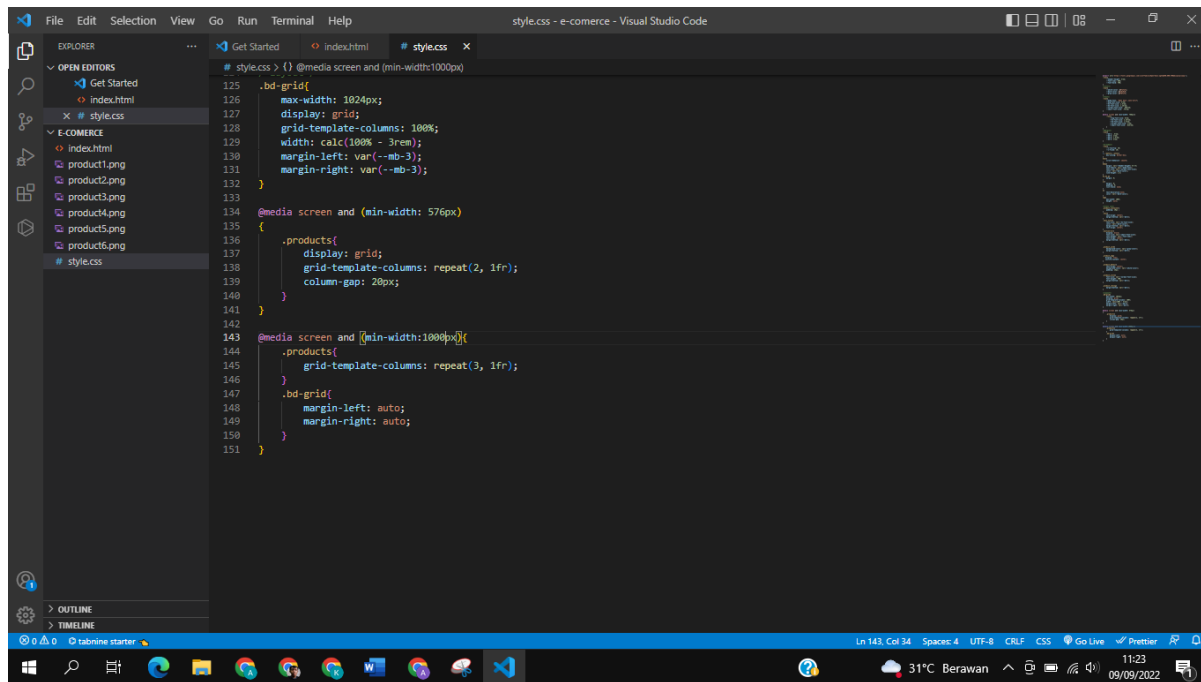 File Edit Selection View Go Run Terminal Help style.css - e-comerce - Visual Studio Code
EXPLORER
Get Started index.html # style.css
OPEN EDITORS
Get Started
index.html
# style.css
E-COMERCE
index.html
product1.png
product2.png
product3.png
product4.png
product5.png
product6.png
# style.css
OUTLINE
TIMELINE
# style.css > {} @media screen and (min-width:1000px)
125 .bd-grid{
126 max-width: 1024px;
127 display: grid;
128 grid-template-columns: 100%;
129 width: calc(100% - 3rem);
130 margin-left: var(--mb-3);
131 margin-right: var(--mb-3);
132 }
133
134 @media screen and (min-width: 576px)
135 {
136 .products{
137 display: grid;
138 grid-template-columns: repeat(2, 1fr);
139 column-gap: 20px;
140 }
141 }
142
143 @media screen and (min-width:1000px){
144 .products{
145 grid-template-columns: repeat(3, 1fr);
146 }
147 .bd-grid{
148 margin-left: auto;
149 margin-right: auto;
150 }
151 }
0 0 tabnine starter Ln 143, Col 34 Spaces: 4 UTF-8 CRLF CSS Go Live Prettier
31°C Berawan 11:23
09/09/2022